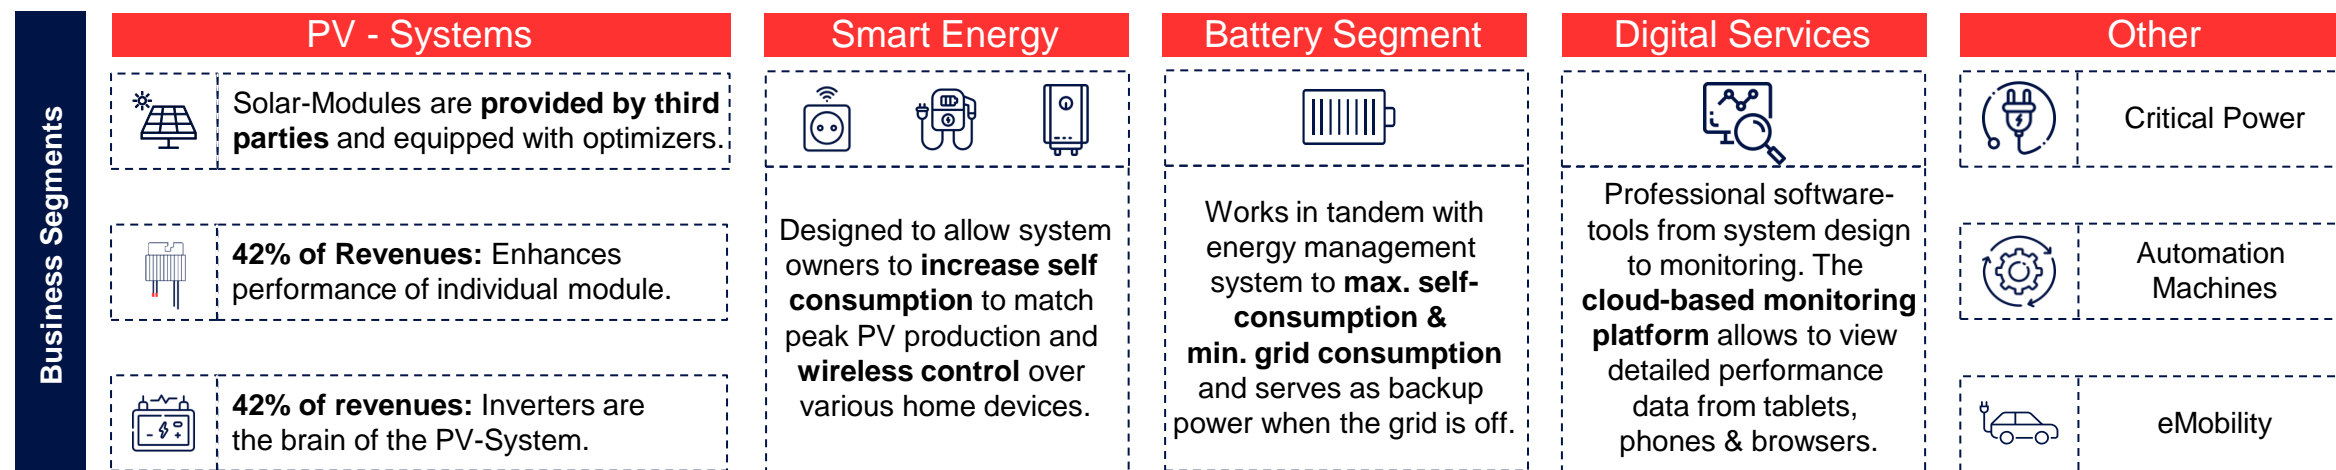 Business Segments
PV - Systems
Solar-Modules are provided by third
parties and equipped with optimizers.
42% of Revenues: Enhances
performance of individual module.
42% of revenues: Inverters are
the brain of the PV-System.
Smart Energy
Designed to allow system
owners to increase self
consumption to match
peak PV production and
wireless control over
various home devices.
Battery Segment
Works in tandem with
energy management
system to max. self-
consumption &
min. grid consumption
and serves as backup
power when the grid is off.
Digital Services
Professional software-
tools from system design
to monitoring. The
cloud-based monitoring
platform allows to view
detailed performance
data from tablets,
phones & browsers.
Other
Critical Power
Automation
Machines
eMobility